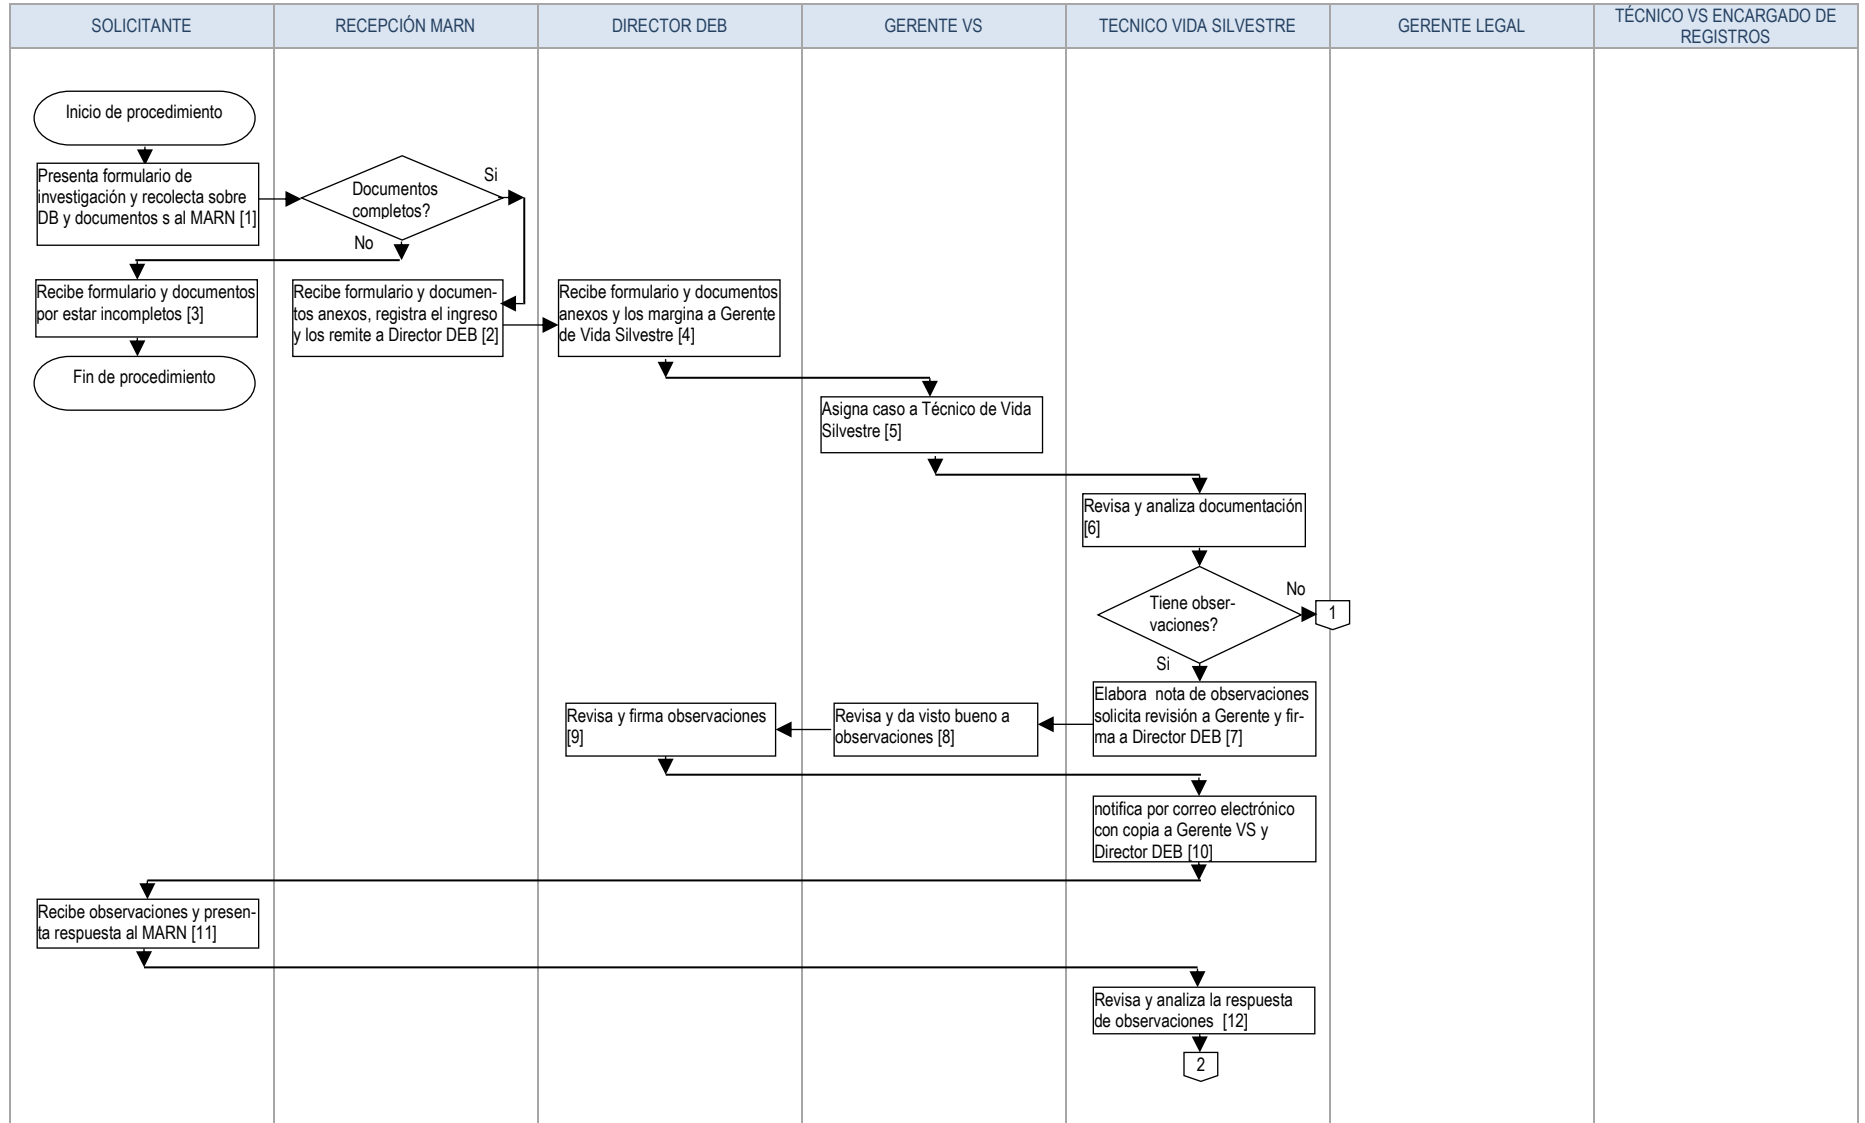 SOLICITANTE
RECEPCIÓN MARN
DIRECTOR DEB
GERENTE VS
TECNICO VIDA SILVESTRE
GERENTE LEGAL
TÉCNICO VS ENCARGADO DE
REGISTROS
Inicio de procedimiento
Presenta formulario de
investigación y recolecta sobre
DB y documentos s al MARN [1]
Documentos
completos?
Si
No
Recibe formulario y documentos
por estar incompletos [3]
Recibe formulario y documen-
tos anexos, registra el ingreso
y los remite a Director DEB [2]
Recibe formulario y documentos
anexos y los margina a Gerente
de Vida Silvestre [4]
Fin de procedimiento
Asigna caso a Técnico de Vida
Silvestre [5]
Revisa y analiza documentación
[6]
Tiene obser-
vaciones?
No
1
Si
Elabora  nota de observaciones
solicita revisión a Gerente y fir-
ma a Director DEB [7]
Revisa y da visto bueno a
observaciones [8]
Revisa y firma observaciones
[9]
notifica por correo electrónico
con copia a Gerente VS y
Director DEB [10]
Recibe observaciones y presen-
ta respuesta al MARN [11]
Revisa y analiza la respuesta
de observaciones  [12]
2